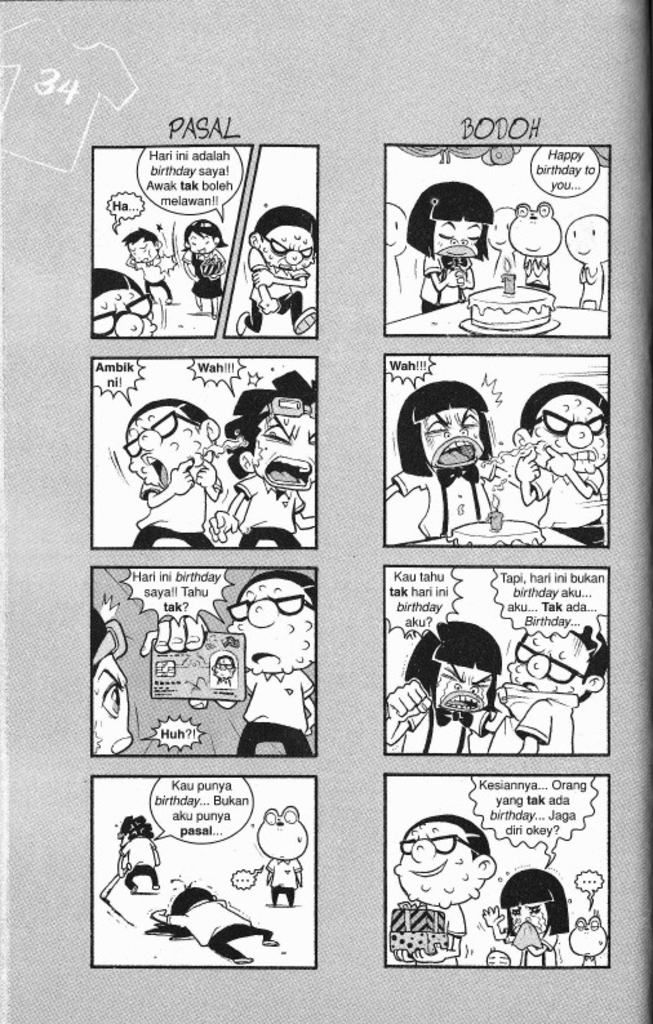 34
PASAL
Hari ini adalah
birthday saya!
Awak tak boleh
melawan!!
Ha...
Ambik
ni!
Wah!!!
Hari ini birthday
saya!! Tahu
tak?
Huh?!
Kau punya
birthday... Bukan
aku punya
pasal...
...
BODOH
Happy
birthday to
you...
Wah!!!
Kau tahu
tak hari ini
birthday
aku?
Tapi, hari ini bukan
birthday aku...
aku... Tak ada...
Birthday...
Kesiannya... Orang
yang tak ada
birthday... Jaga
diri okey?
...